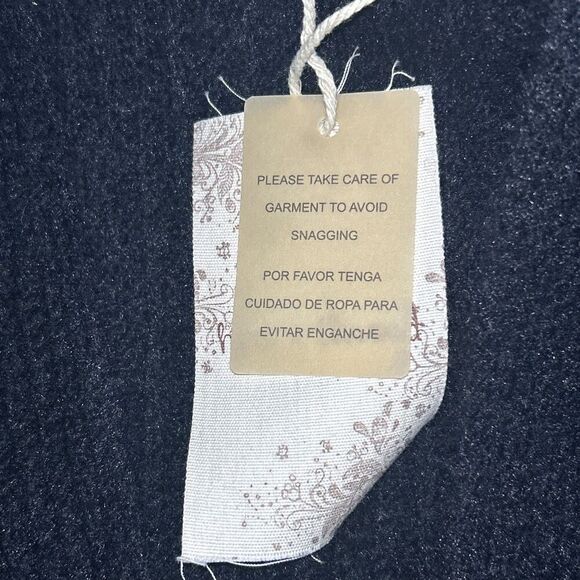 PLEASE TAKE CARE OF
GARMENT TO AVOID
SNAGGING
POR FAVOR TENGA
CUIDADO DE ROPA PARA
EVITAR ENGANCHE